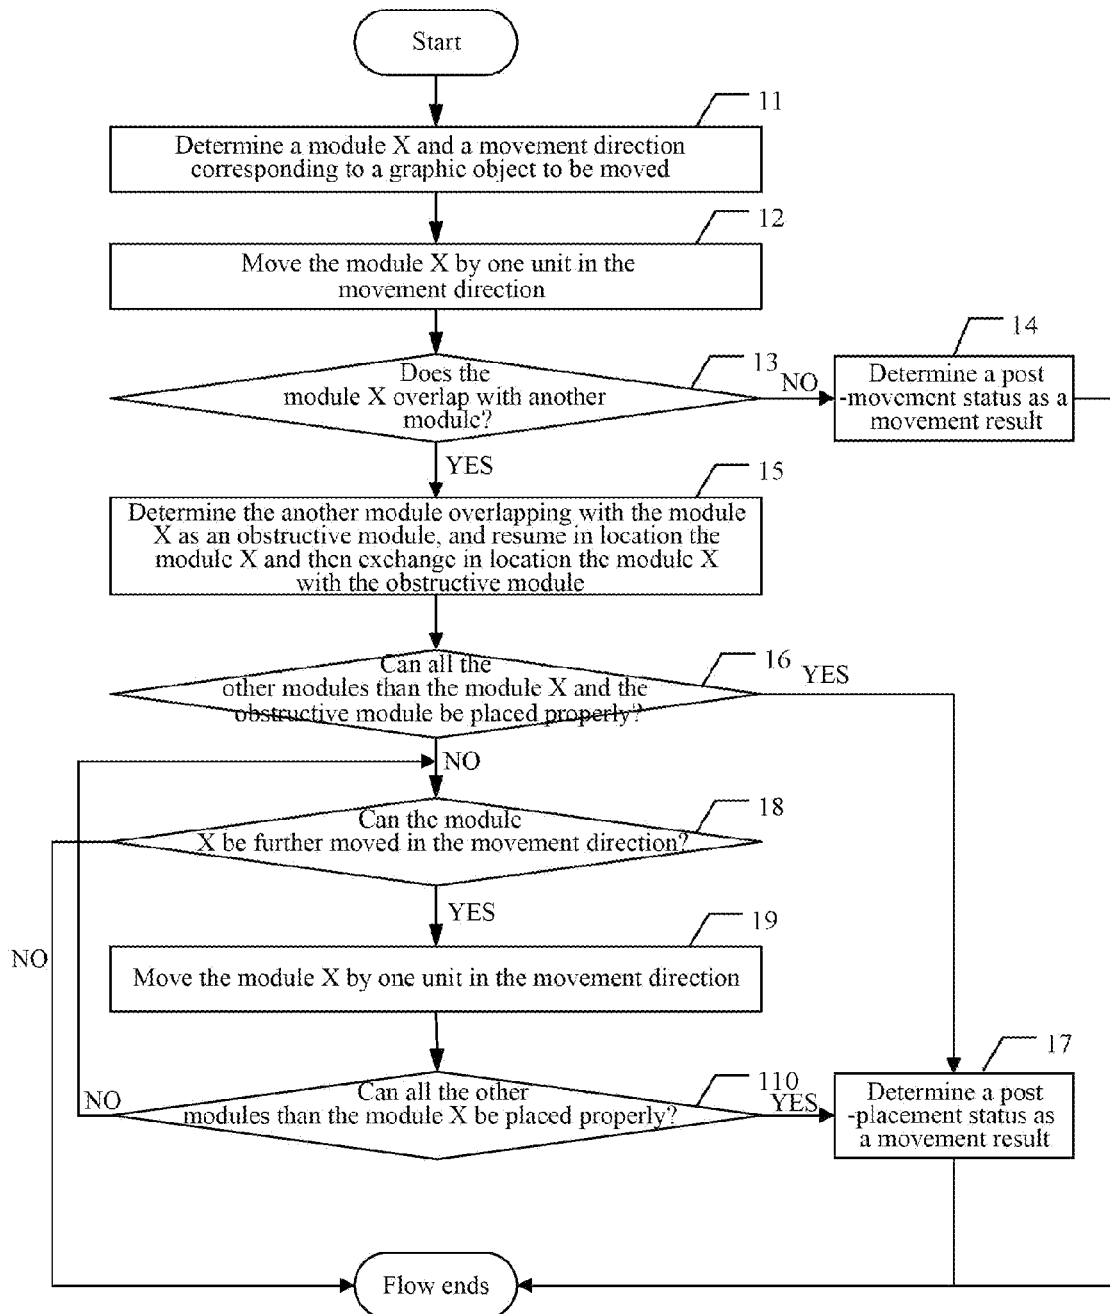 Start
11
Determine a module X and a movement direction
corresponding to a graphic object to be moved
12
Move the module X by one unit in the
movement direction
13
Does the
module X overlap with another
module?
NO
14
Determine a post
-movement status as a
movement result
YES
15
Determine the another module overlapping with the module
X as an obstructive module, and resume in location the
module X and then exchange in location the module X
with the obstructive module
16
Can all the
other modules than the module X and the
obstructive module be placed properly?
YES
NO
18
Can the module
X be further moved in the movement direction?
YES
NO
19
Move the module X by one unit in the movement direction
110
Can all the other
modules than the module X be placed properly?
NO
YES
17
Determine a post
-placement status as
a movement result
Flow ends